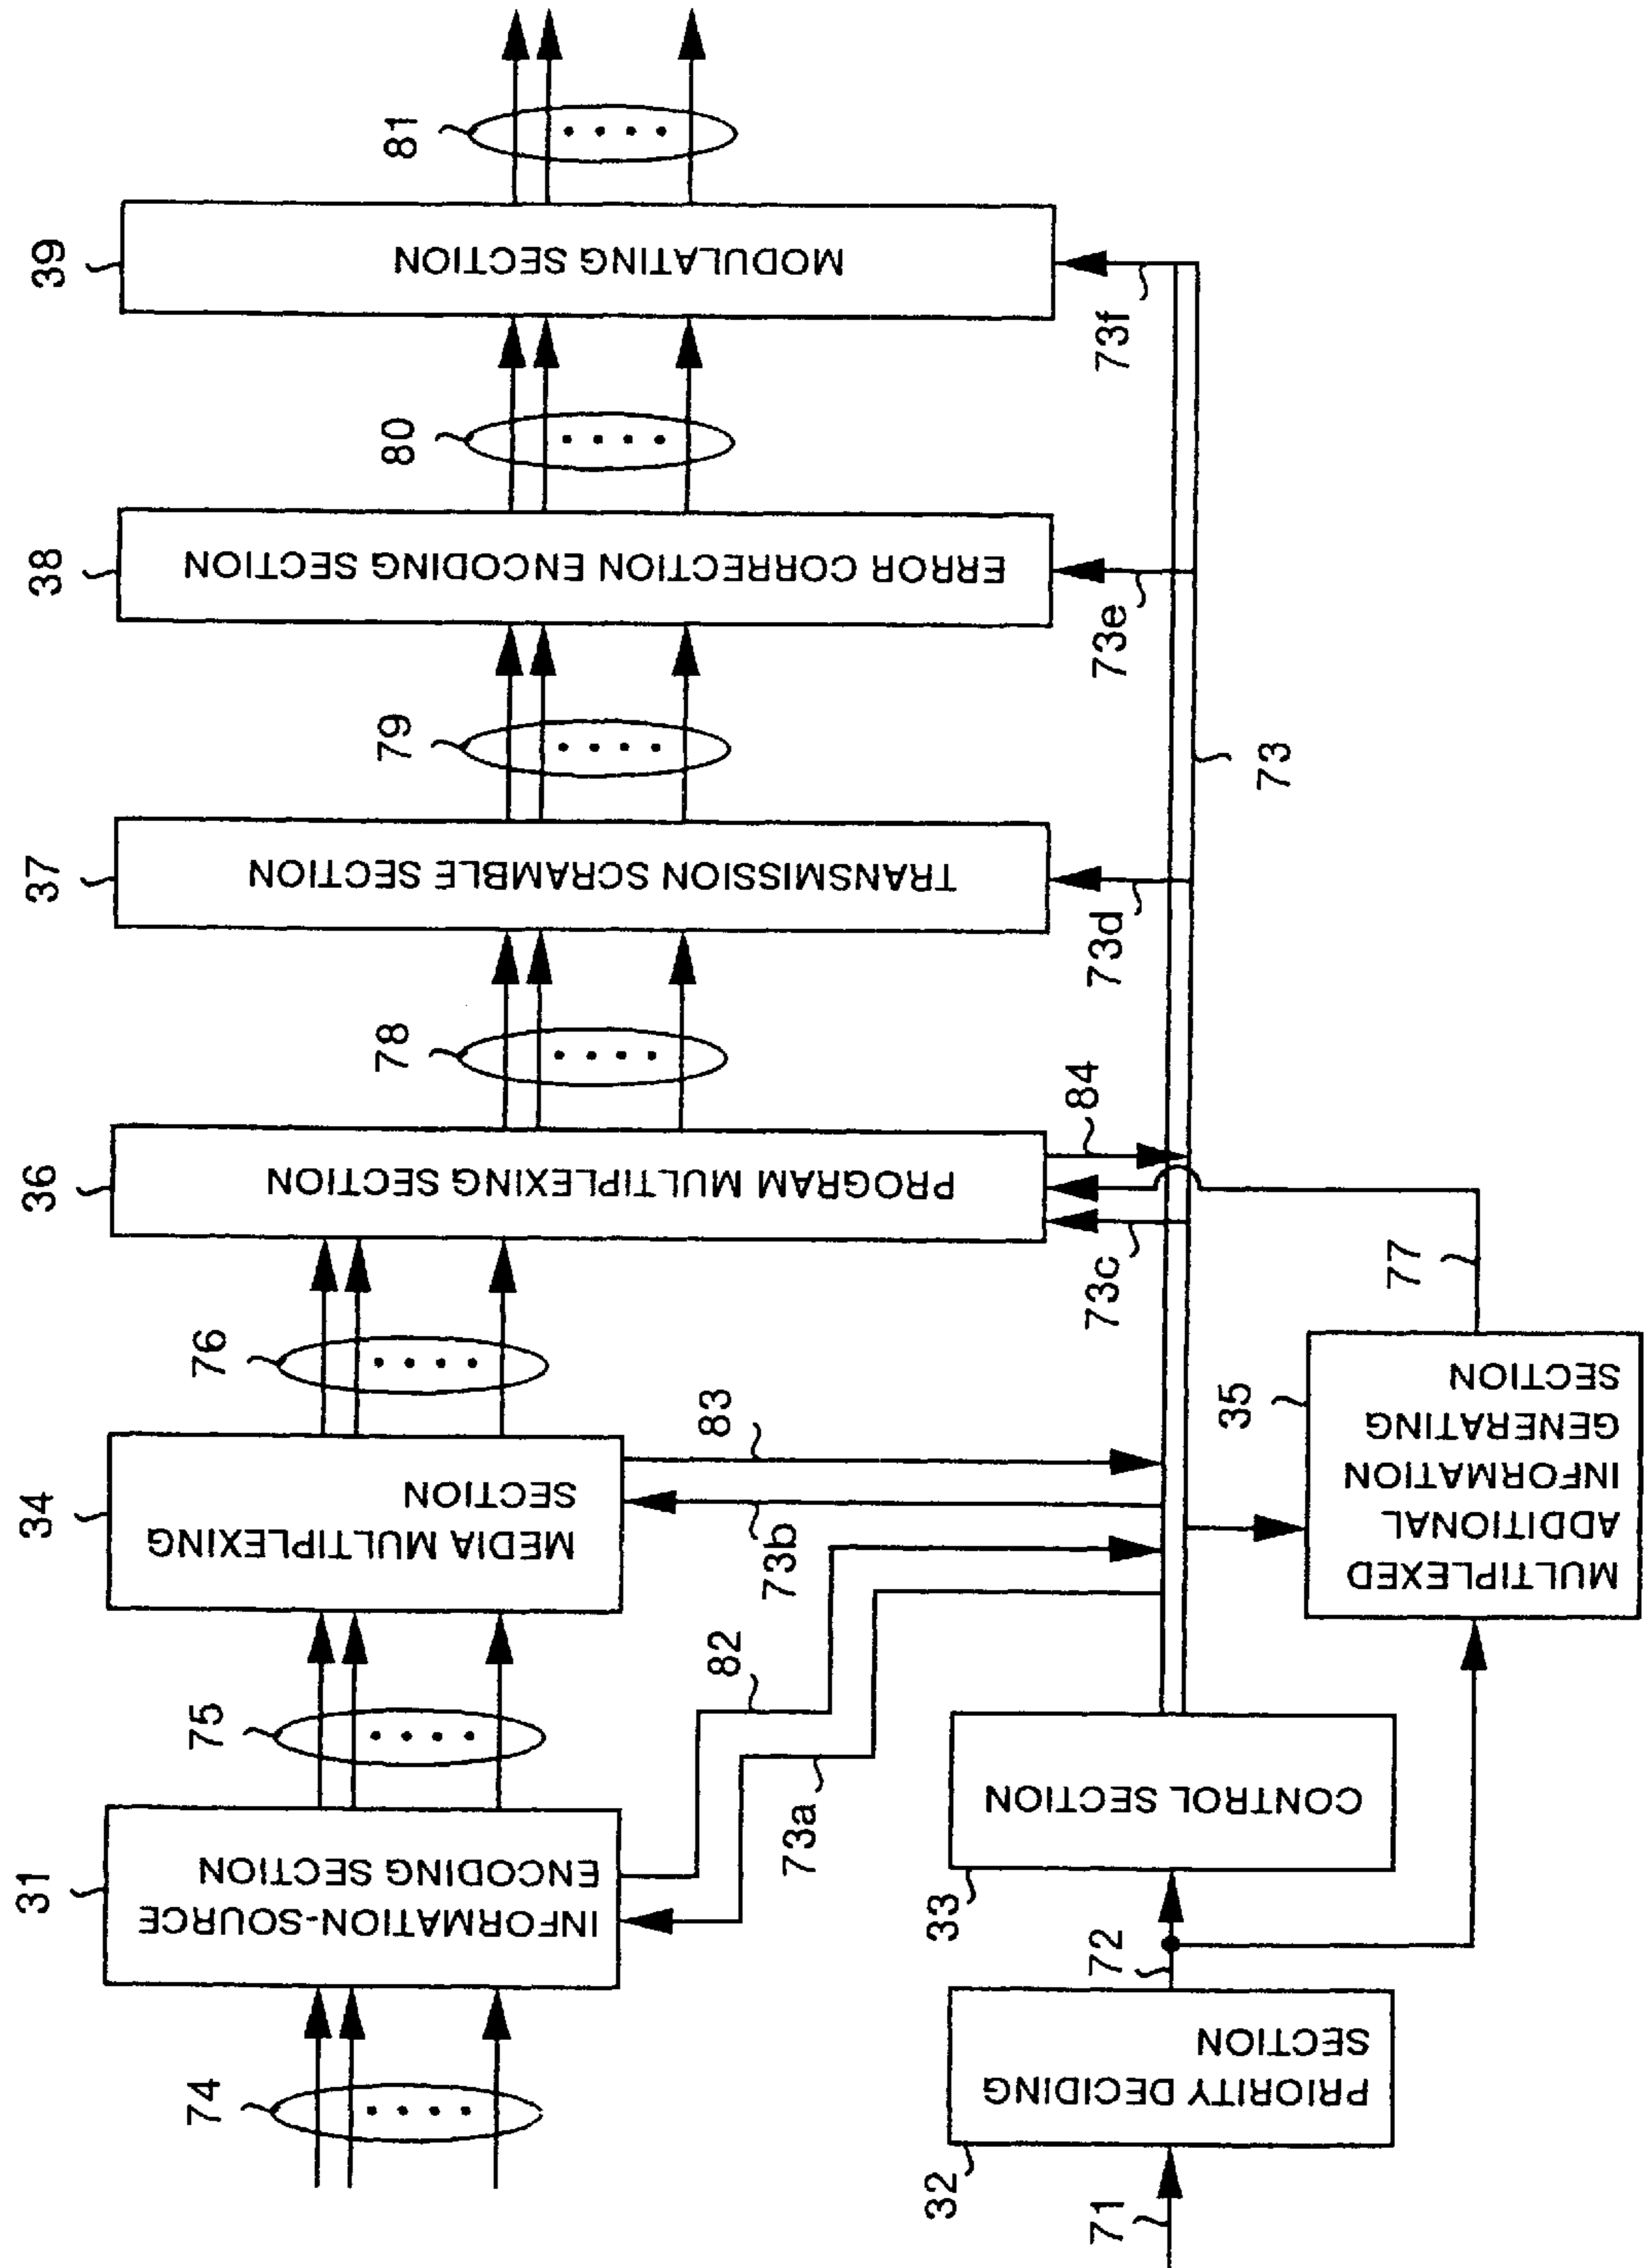 31
34
36
37
38
39
INFORMATION-SOURCE
ENCODING SECTION
MEDIA MULTIPLEXING
SECTION
PROGRAM MULTIPLEXING SECTION
TRANSMISSION SCRAMBLE SECTION
ERROR CORRECTION ENCODING SECTION
MODULATING SECTION
74
75
76
78
79
80
81
82
83
84
73a
73b
73c
73d
73e
73f
73
71
32
PRIORITY DECIDING
SECTION
72
33
CONTROL SECTION
35
MULTIPLEXED
ADDITIONAL
INFORMATION
GENERATING
SECTION
77